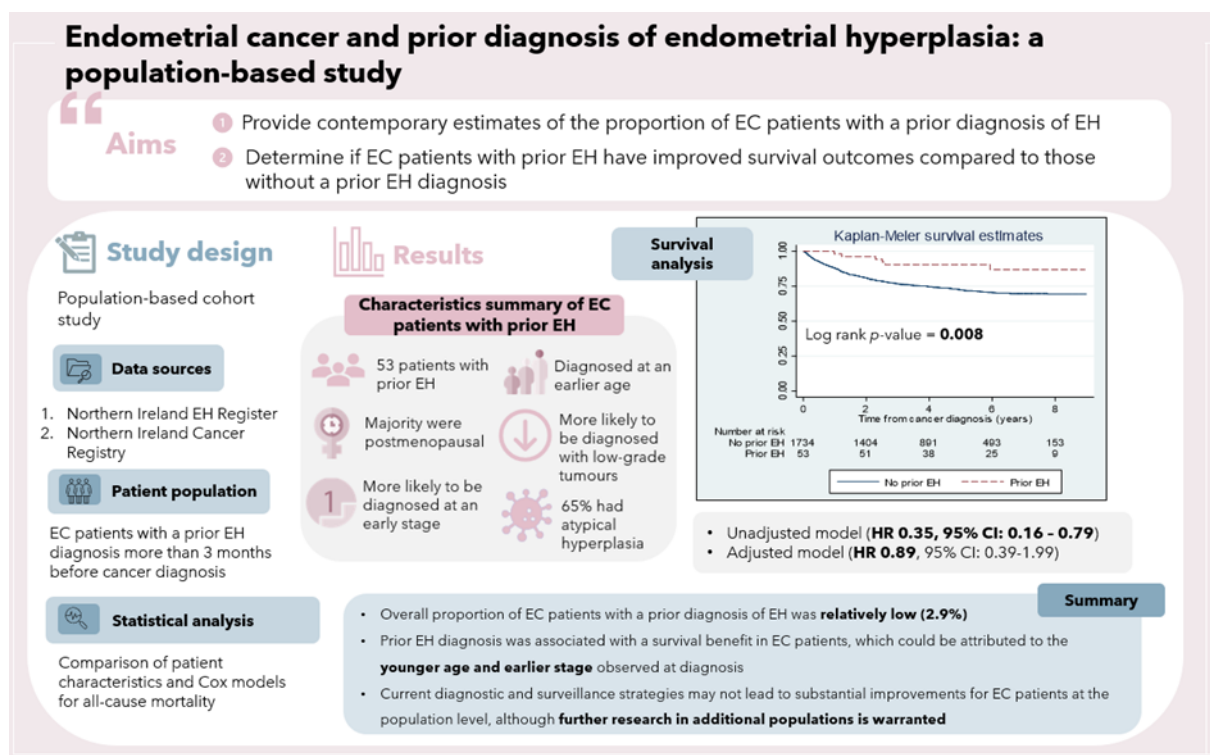 Endometrial cancer and prior diagnosis of endometrial hyperplasia: a
population-based study
Aims
1 Provide contemporary estimates of the proportion of EC patients with a prior diagnosis of EH
2 Determine if EC patients with prior EH have improved survival outcomes compared to those
without a prior EH diagnosis
Study design
Population-based cohort
study
Data sources
1. Northern Ireland EH Register
2. Northern Ireland Cancer
Registry
Patient population
EC patients with a prior EH
diagnosis more than 3 months
before cancer diagnosis
Statistical analysis
Comparison of patient
characteristics and Cox models
for all-cause mortality
Results
Characteristics summary of EC
patients with prior EH
53 patients with
prior EH
Diagnosed at an
earlier age
Majority were
postmenopausal
More likely to
be diagnosed
with low-grade
tumours
1
More likely to be
diagnosed at an
early stage
65% had
atypical
hyperplasia
Survival
analysis
Kaplan-Meier survival estimates
1.00
0.75
0.50
0.25
0.00
Log rank p-value = 0.008
0 2 4 6 8
Time from cancer diagnosis (years)
Number at risk
No prior EH 1734 1404 891 493 153
Prior EH 53 51 38 25 9
No prior EH Prior EH
• Unadjusted model (HR 0.35, 95% CI: 0.16 – 0.79)
• Adjusted model (HR 0.89, 95% CI: 0.39-1.99)
Summary
• Overall proportion of EC patients with a prior diagnosis of EH was relatively low (2.9%)
• Prior EH diagnosis was associated with a survival benefit in EC patients, which could be attributed to the
younger age and earlier stage observed at diagnosis
• Current diagnostic and surveillance strategies may not lead to substantial improvements for EC patients at the
population level, although further research in additional populations is warranted